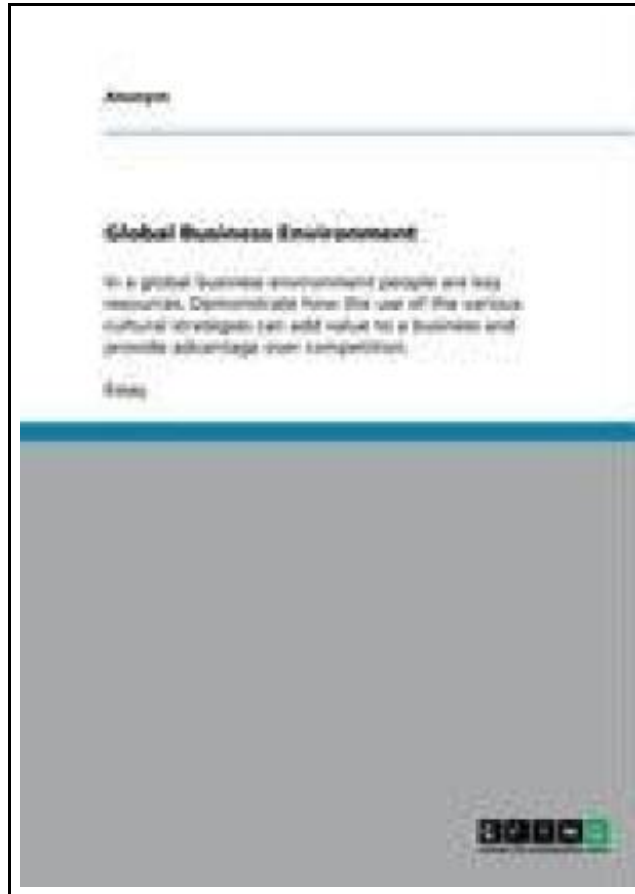 Anonym
Global Business Environment
In a global business environment people are key
resources. Demonstrate how the use of the various
cultural strategies can add value to a business and
provide advantage over competition.
Essay